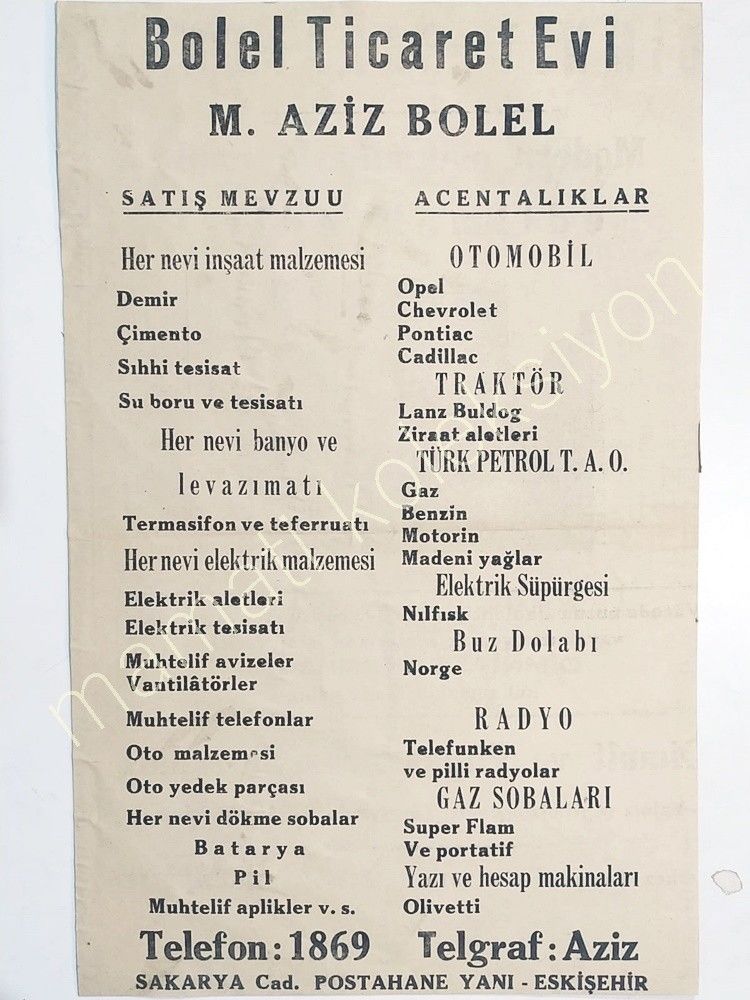 Bolel Ticaret Evi
M. AZİZ BOLEL
SATIŞ MEVZUU
Her nevi inşaat malzemesi
Demir
Çimento
Sıhhi tesisat
Su boru ve tesisatı
Her nevi banyo ve
levazımatı
Termasifon ve teferruatı
Her nevi elektrik malzemesi
Elektrik aletleri
Elektrik tesisatı
Muhtelif avizeler
Vantilâtörler
Muhtelif telefonlar
Oto malzemesi
Oto yedek parçası
Her nevi dökme sobalar
Batarya
Pil
Muhtelif aplikler v. s.
ACENTALIKLAR
OTOMOBİL
Opel
Chevrolet
Pontiac
Cadillac
TRAKTÖR
Lanz Buldog
Ziraat aletleri
TÜRK PETROL T. A. O.
Gaz
Benzin
Motorin
Madeni yağlar
Elektrik Süpürgesi
Nılfısk
Buz Dolabı
Norge
RADYO
Telefunken
ve pilli radyolar
GAZ SOBALARI
Super Flam
Ve portatif
Yazı ve hesap makinaları
Olivetti
Telefon: 1869 Telgraf: Aziz
SAKARYA Cad. POSTAHANE YANI - ESKİŞEHİR
mamati koleksiyon